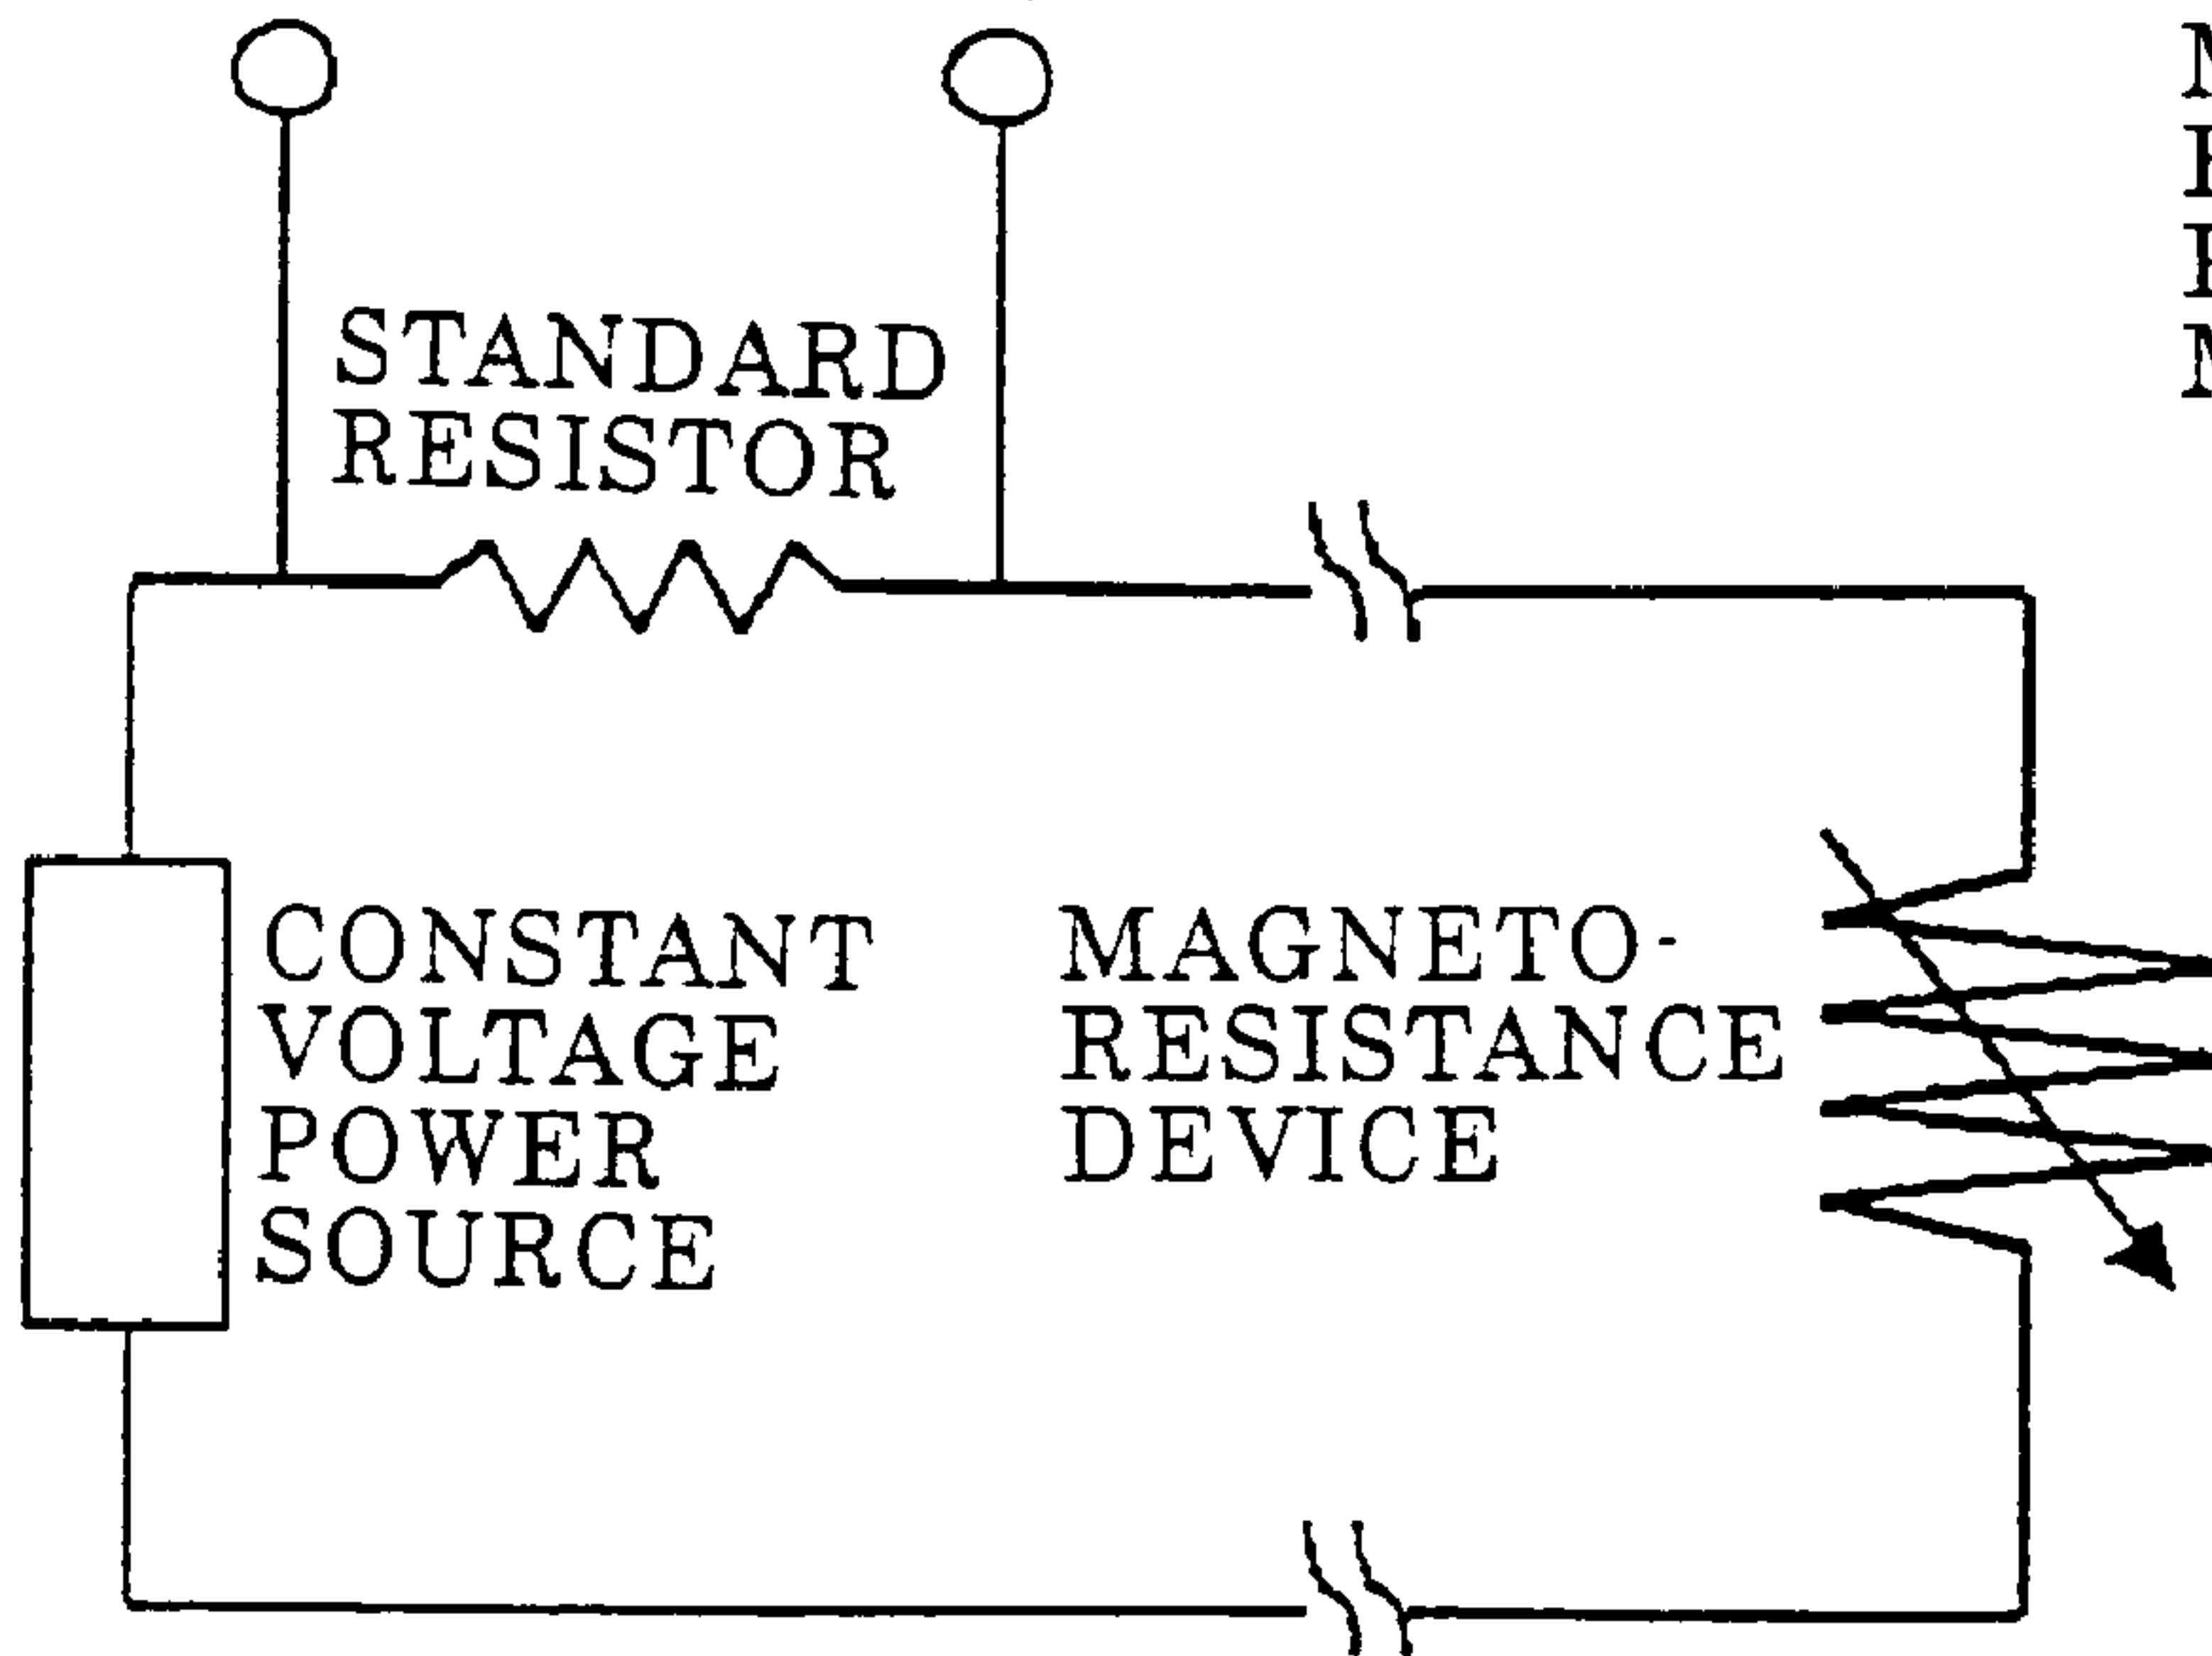 STANDARD
RESISTOR
CONSTANT
VOLTAGE
POWER
SOURCE
MAGNETO-
RESISTANCE
DEVICE